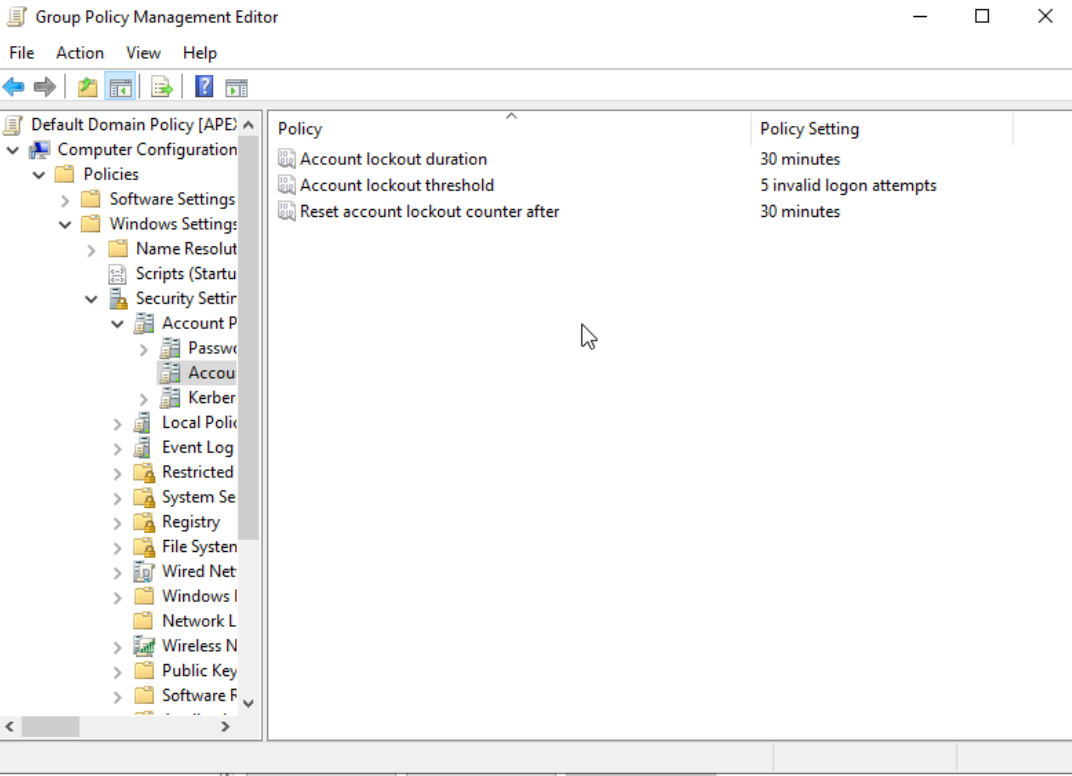 Group Policy Management Editor
File Action View Help
Default Domain Policy [APE
Computer Configuration
Policies
Software Settings
Windows Settings
Name Resolut
Scripts (Startu
Security Settin
Account P
Passwo
Accou
Kerber
Local Polic
Event Log
Restricted
System Se
Registry
File System
Wired Net
Windows
Network L
Wireless N
Public Key
Software R
Policy Policy Setting
Account lockout duration 30 minutes
Account lockout threshold 5 invalid logon attempts
Reset account lockout counter after 30 minutes